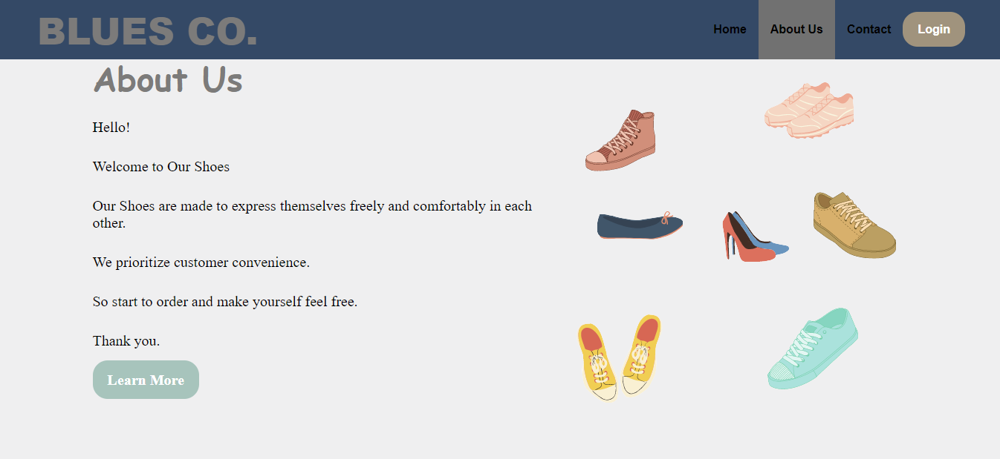 BLUES CO.
Home
About Us
Contact
Login
About Us
Hello!
Welcome to Our Shoes
Our Shoes are made to express themselves freely and comfortably in each
other.
We prioritize customer convenience.
So start to order and make yourself feel free.
Thank you.
Learn More